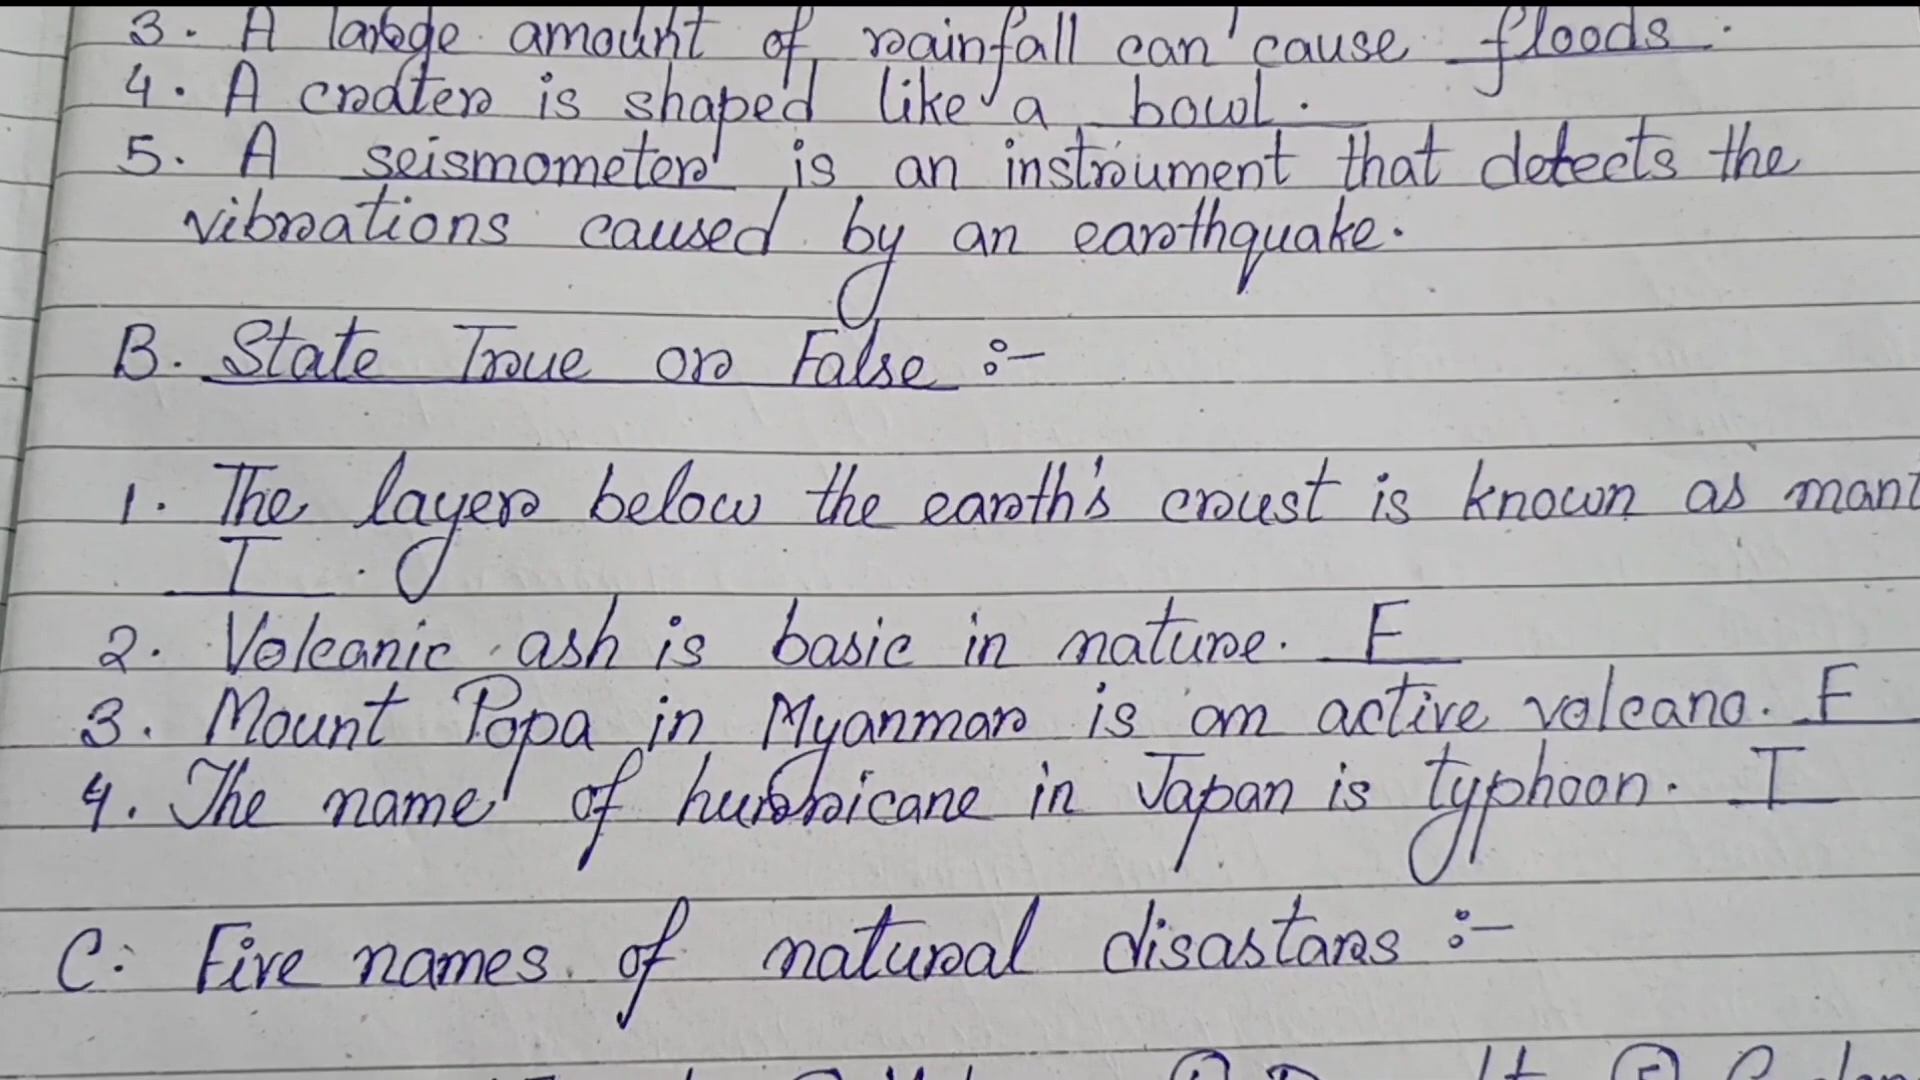 3. A large amount of rainfall can cause floods.
4. A crater is shaped like a bowl.
5. A seismometer is an instrument that detects the
vibrations caused by an earthquake.
B. State True or False :-
1. The layer below the earth's crust is known as mant
T.
2. Volcanic ash is basic in nature. F
3. Mount Popa in Myanmar is an active volcano. F
4. The name of hurricane in Japan is typhoon. T
C: Five names of natural disastars :-